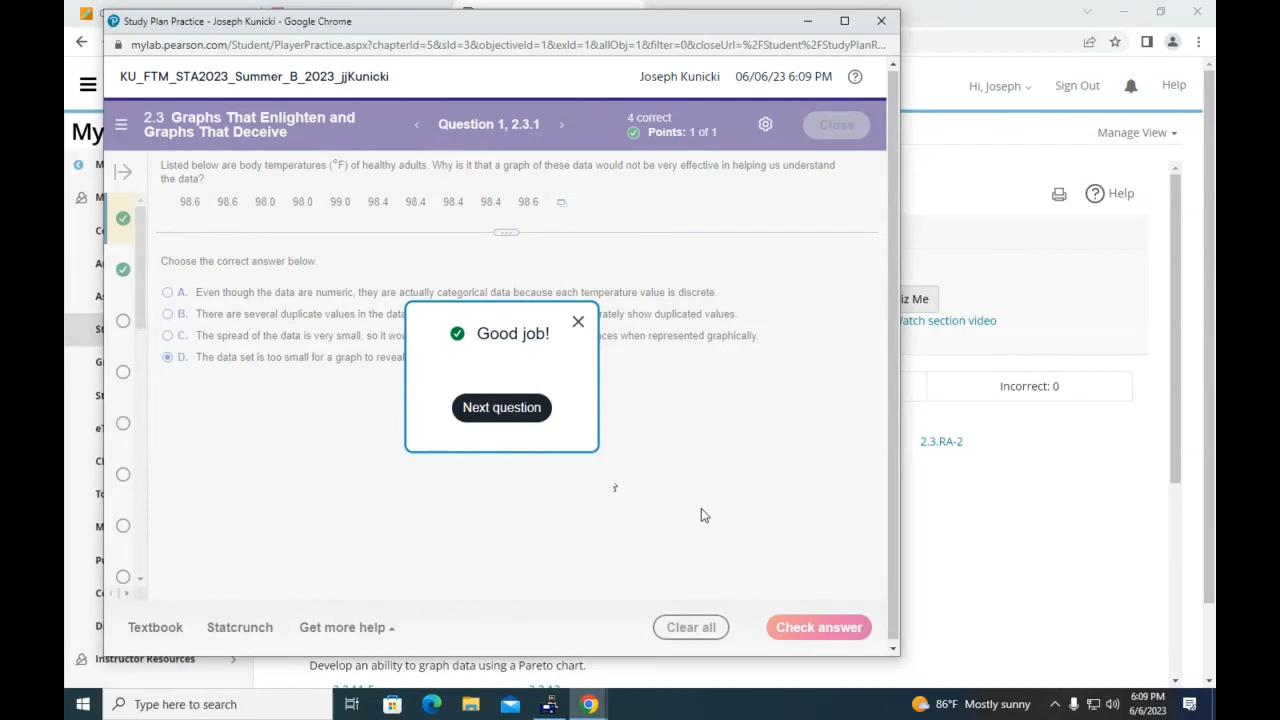 Study Plan Practice - Joseph Kunicki - Google Chrome
mylab.pearson.com/Student/PlayerPractice.aspx?chapterId=5&sId=3&objectiveId=1&exId=1&allObj=1&filter=0&closeUrl=%2FStudent%2FStudyPlanR...
KU_FTM_STA2023_Summer_B_2023_jjKunicki
Joseph Kunicki 06/06/23 6:09 PM
Hi, Joseph Sign Out Help
My
Manage View
2.3 Graphs That Enlighten and
Graphs That Deceive
Question 1, 2.3.1
4 correct
Points: 1 of 1
Close
Listed below are body temperatures (°F) of healthy adults. Why is it that a graph of these data would not be very effective in helping us understand
the data?
98.6 98.6 98.0 98.0 99.0 98.4 98.4 98.4 98.4 98.6
Help
Choose the correct answer below.
A. Even though the data are numeric, they are actually categorical data because each temperature value is discrete.
B. There are several duplicate values in the data rately show duplicated values.
C. The spread of the data is very small, so it wou ces when represented graphically.
D. The data set is too small for a graph to reveal
Good job!
Next question
iz Me
Watch section video
Incorrect: 0
2.3.RA-2
Textbook Statcrunch Get more help Clear all Check answer
Instructor Resources
Develop an ability to graph data using a Pareto chart.
Type here to search
86°F Mostly sunny
6:09 PM
6/6/2023